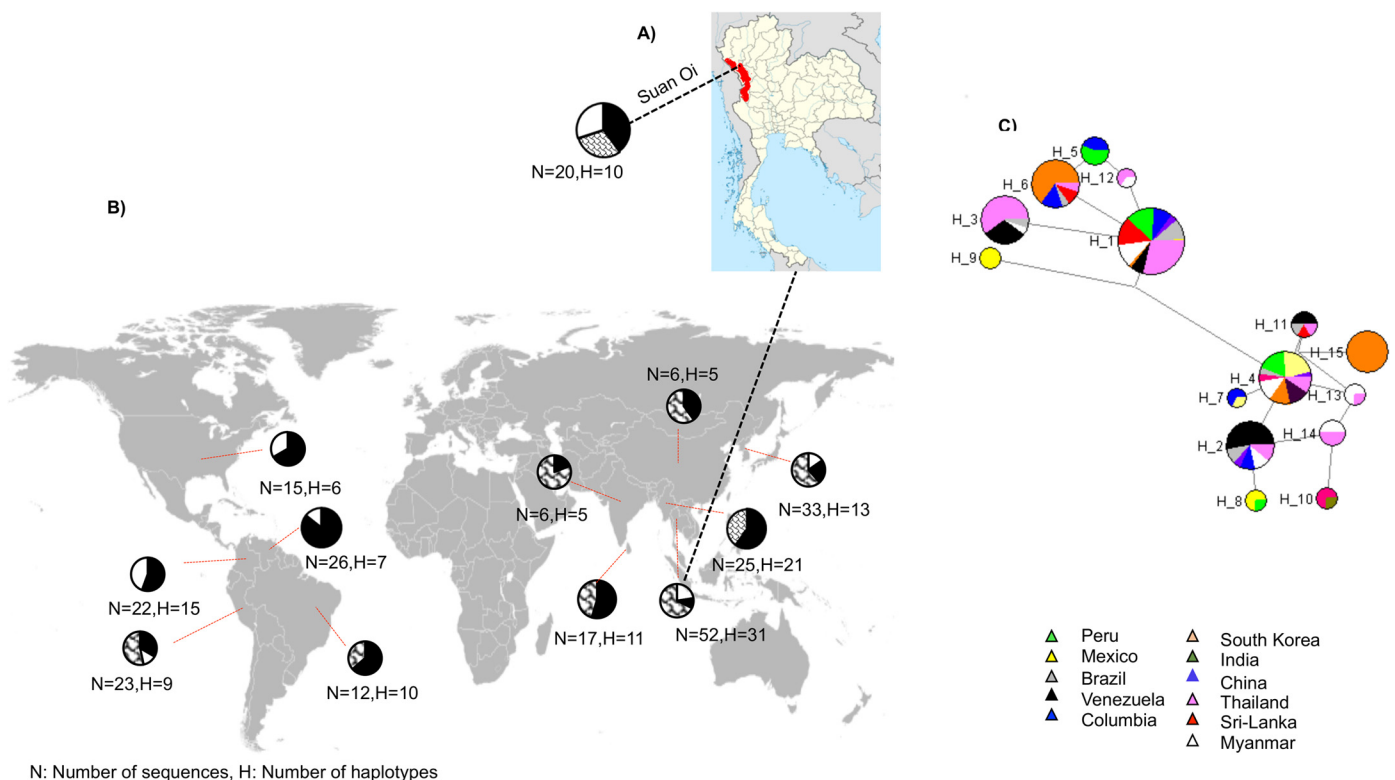 A)
Suan Oi
N=20,H=10
B)
N=6,H=5
N=15,H=6
N=6,H=5
N=33,H=13
N=26,H=7
N=25,H=21
N=22,H=15
N=17,H=11
N=52,H=31
N=23,H=9
N=12,H=10
N: Number of sequences, H: Number of haplotypes
C)
H_5
H_12
H_6
H_3
H_1
H_9
H_11
H_15
H_4
H_13
H_7
H_14
H_2
H_8
H_10
Peru
Mexico
Brazil
Venezuela
Columbia
South Korea
India
China
Thailand
Sri-Lanka
Myanmar